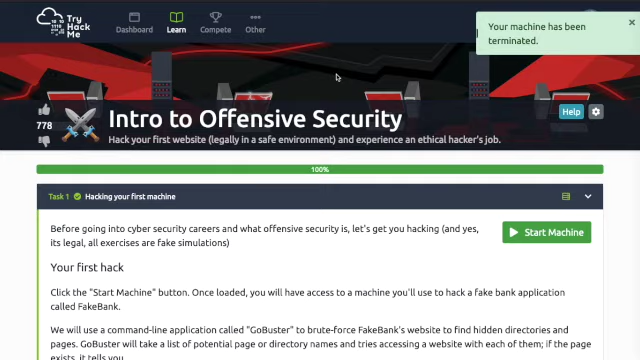 Your machine has been
terminated.
Try
Hack
Me
Dashboard
Learn
Compete
Other
778
Intro to Offensive Security
Hack your first website (legally in a safe environment) and experience an ethical hacker's job.
Help
100%
Task 1 Hacking your first machine
Before going into cyber security careers and what offensive security is, let's get you hacking (and yes,
its legal, all exercises are fake simulations)
Start Machine
Your first hack
Click the "Start Machine" button. Once loaded, you will have access to a machine you'll use to hack a fake bank application
called FakeBank.
We will use a command-line application called "GoBuster" to brute-force FakeBank's website to find hidden directories and
pages. GoBuster will take a list of potential page or directory names and tries accessing a website with each of them; if the page
exists, it tells you.